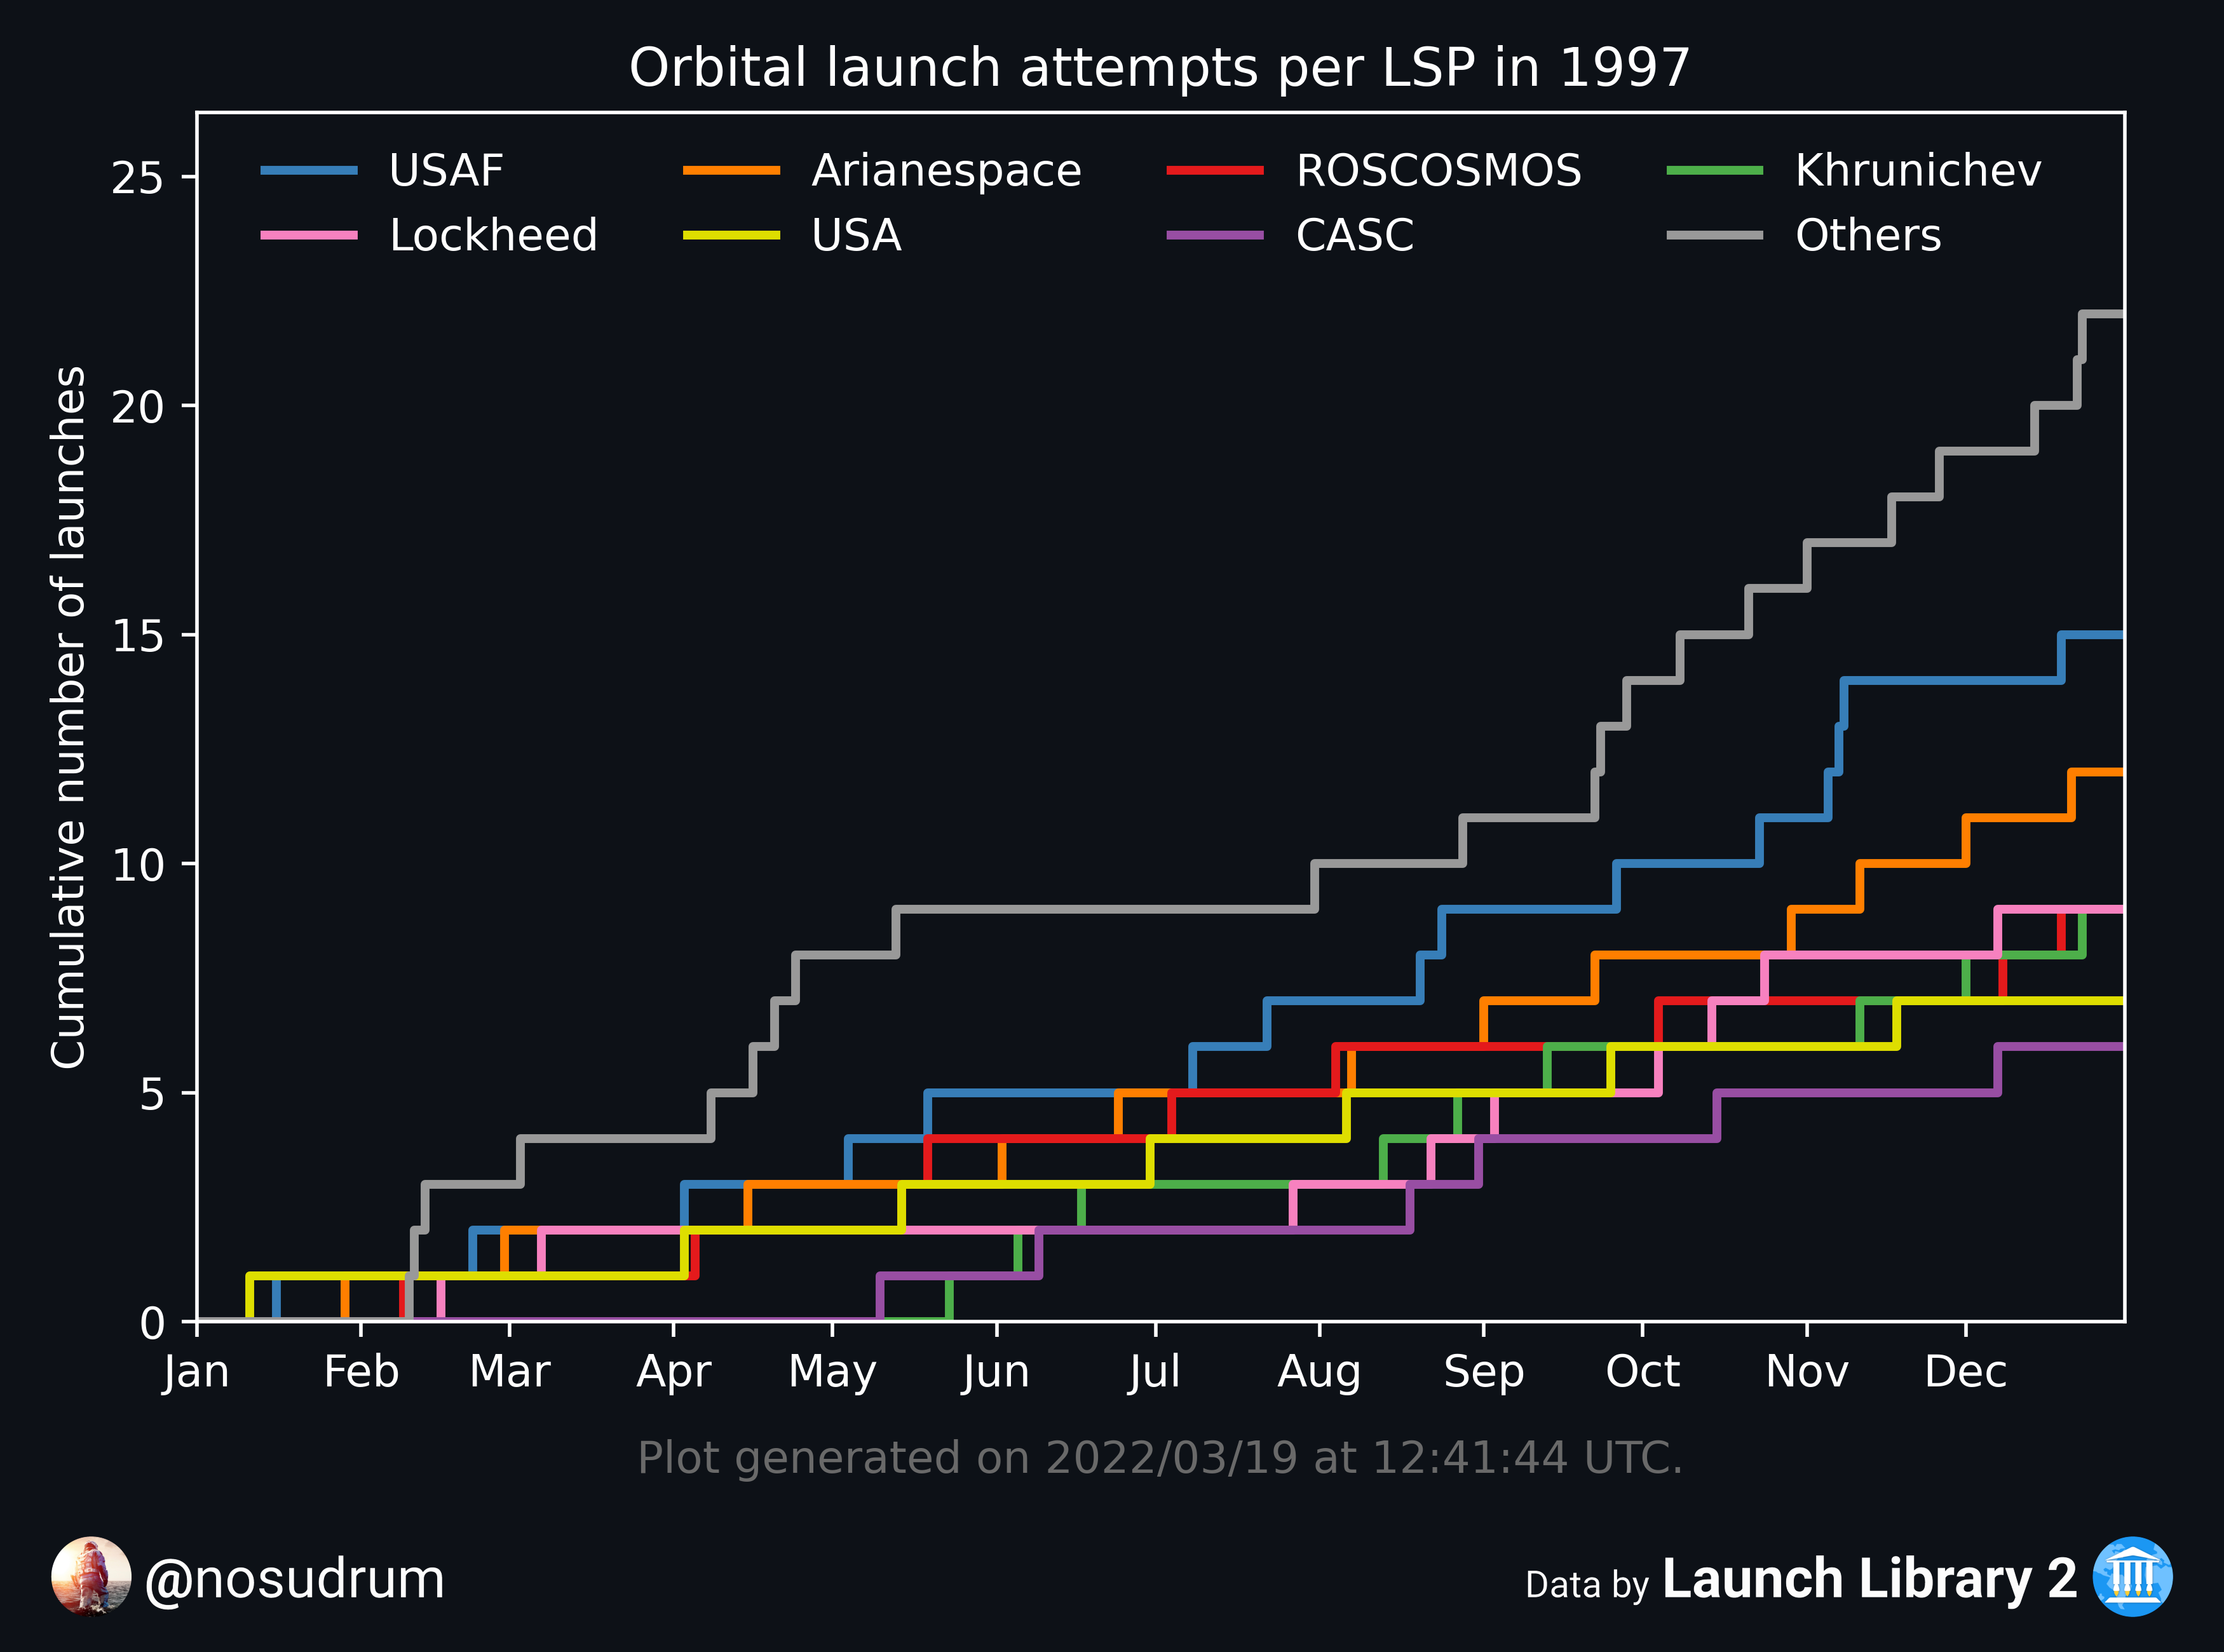 Orbital launch attempts per LSP in 1997
USAF Arianespace ROSCOSMOS Khrunichev
Lockheed USA CASC Others
Cumulative number of launches
25
20
15
10
5
0
Jan Feb Mar Apr May Jun Jul Aug Sep Oct Nov Dec
Plot generated on 2022/03/19 at 12:41:44 UTC.
@nosudrum
Data by Launch Library 2